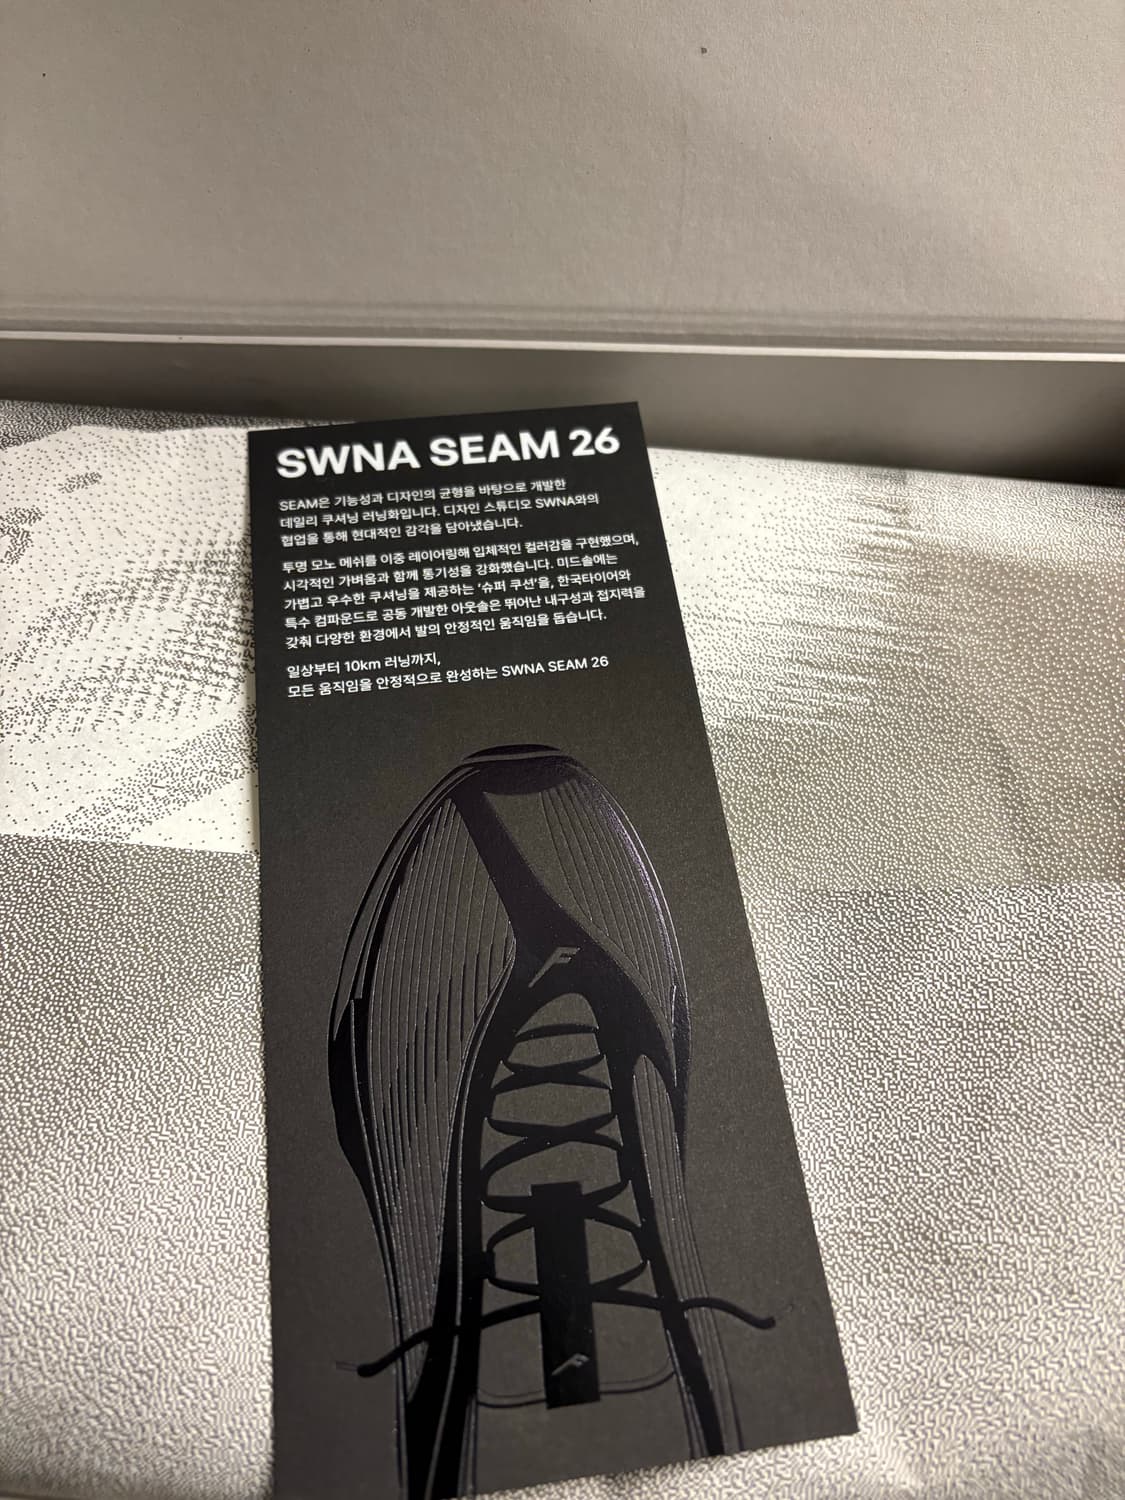 SWNA SEAM 26
SEAM은 기능성과 디자인의 균형을 바탕으로 개발한
데일리 쿠셔닝 러닝화입니다. 디자인 스튜디오 SWNA와의
협업을 통해 현대적인 감각을 담아냈습니다.
투명 모노 메쉬를 이중 레이어링해 입체적인 컬러감을 구현했으며,
시각적인 가벼움과 함께 통기성을 강화했습니다. 미드솔에는
가볍고 우수한 쿠셔닝을 제공하는 ‘슈퍼 쿠션’을, 한국타이어와
특수 컴파운드로 공동 개발한 아웃솔은 뛰어난 내구성과 접지력을
갖춰 다양한 환경에서 발의 안정적인 움직임을 돕습니다.
일상부터 10km 러닝까지,
모든 움직임을 안정적으로 완성하는 SWNA SEAM 26